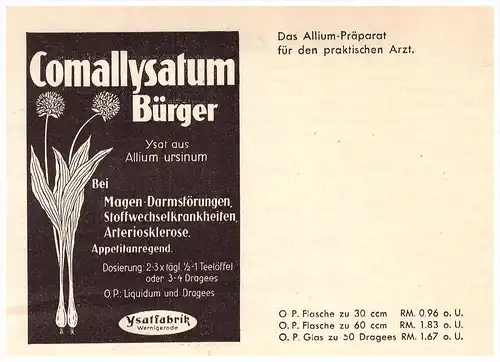 Comallysatum
Bürger
Ysat aus
Allium ursinum
Bei
Magen-Darmstörungen,
Stoffwechselkrankheiten,
Arteriosklerose.
Appetitanregend.
Dosierung: 2-3 x tägl. ½-1 Teelöffel
oder 3-4 Dragees
O. P.: Liquidum und Dragees
Ysatfabrik
Wernigerode
Das Allium-Präparat
für den praktischen Arzt.
O. P. Flasche zu 30 ccm RM. 0.96 o. U.
O. P. Flasche zu 60 ccm RM. 1.83 o. U.
O. P. Glas zu 50 Dragees RM. 1.67 o. U.